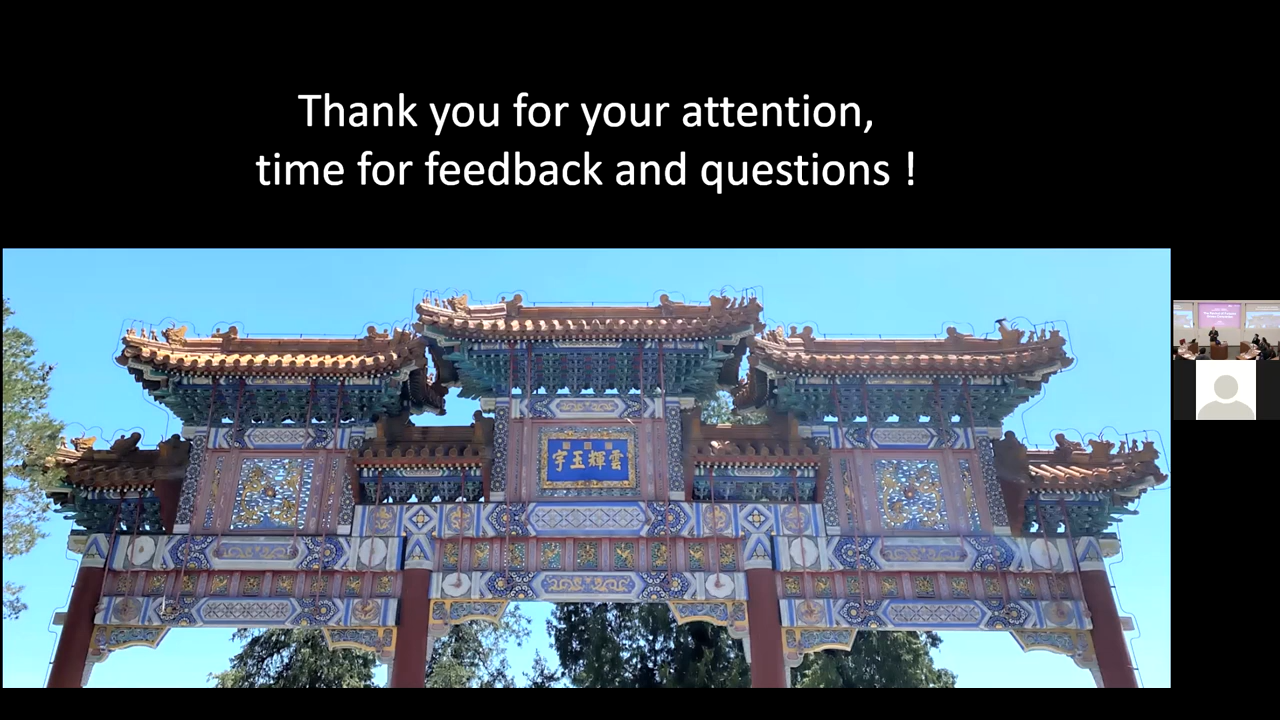 Thank you for your attention,
time for feedback and questions !
宇玉輝雲